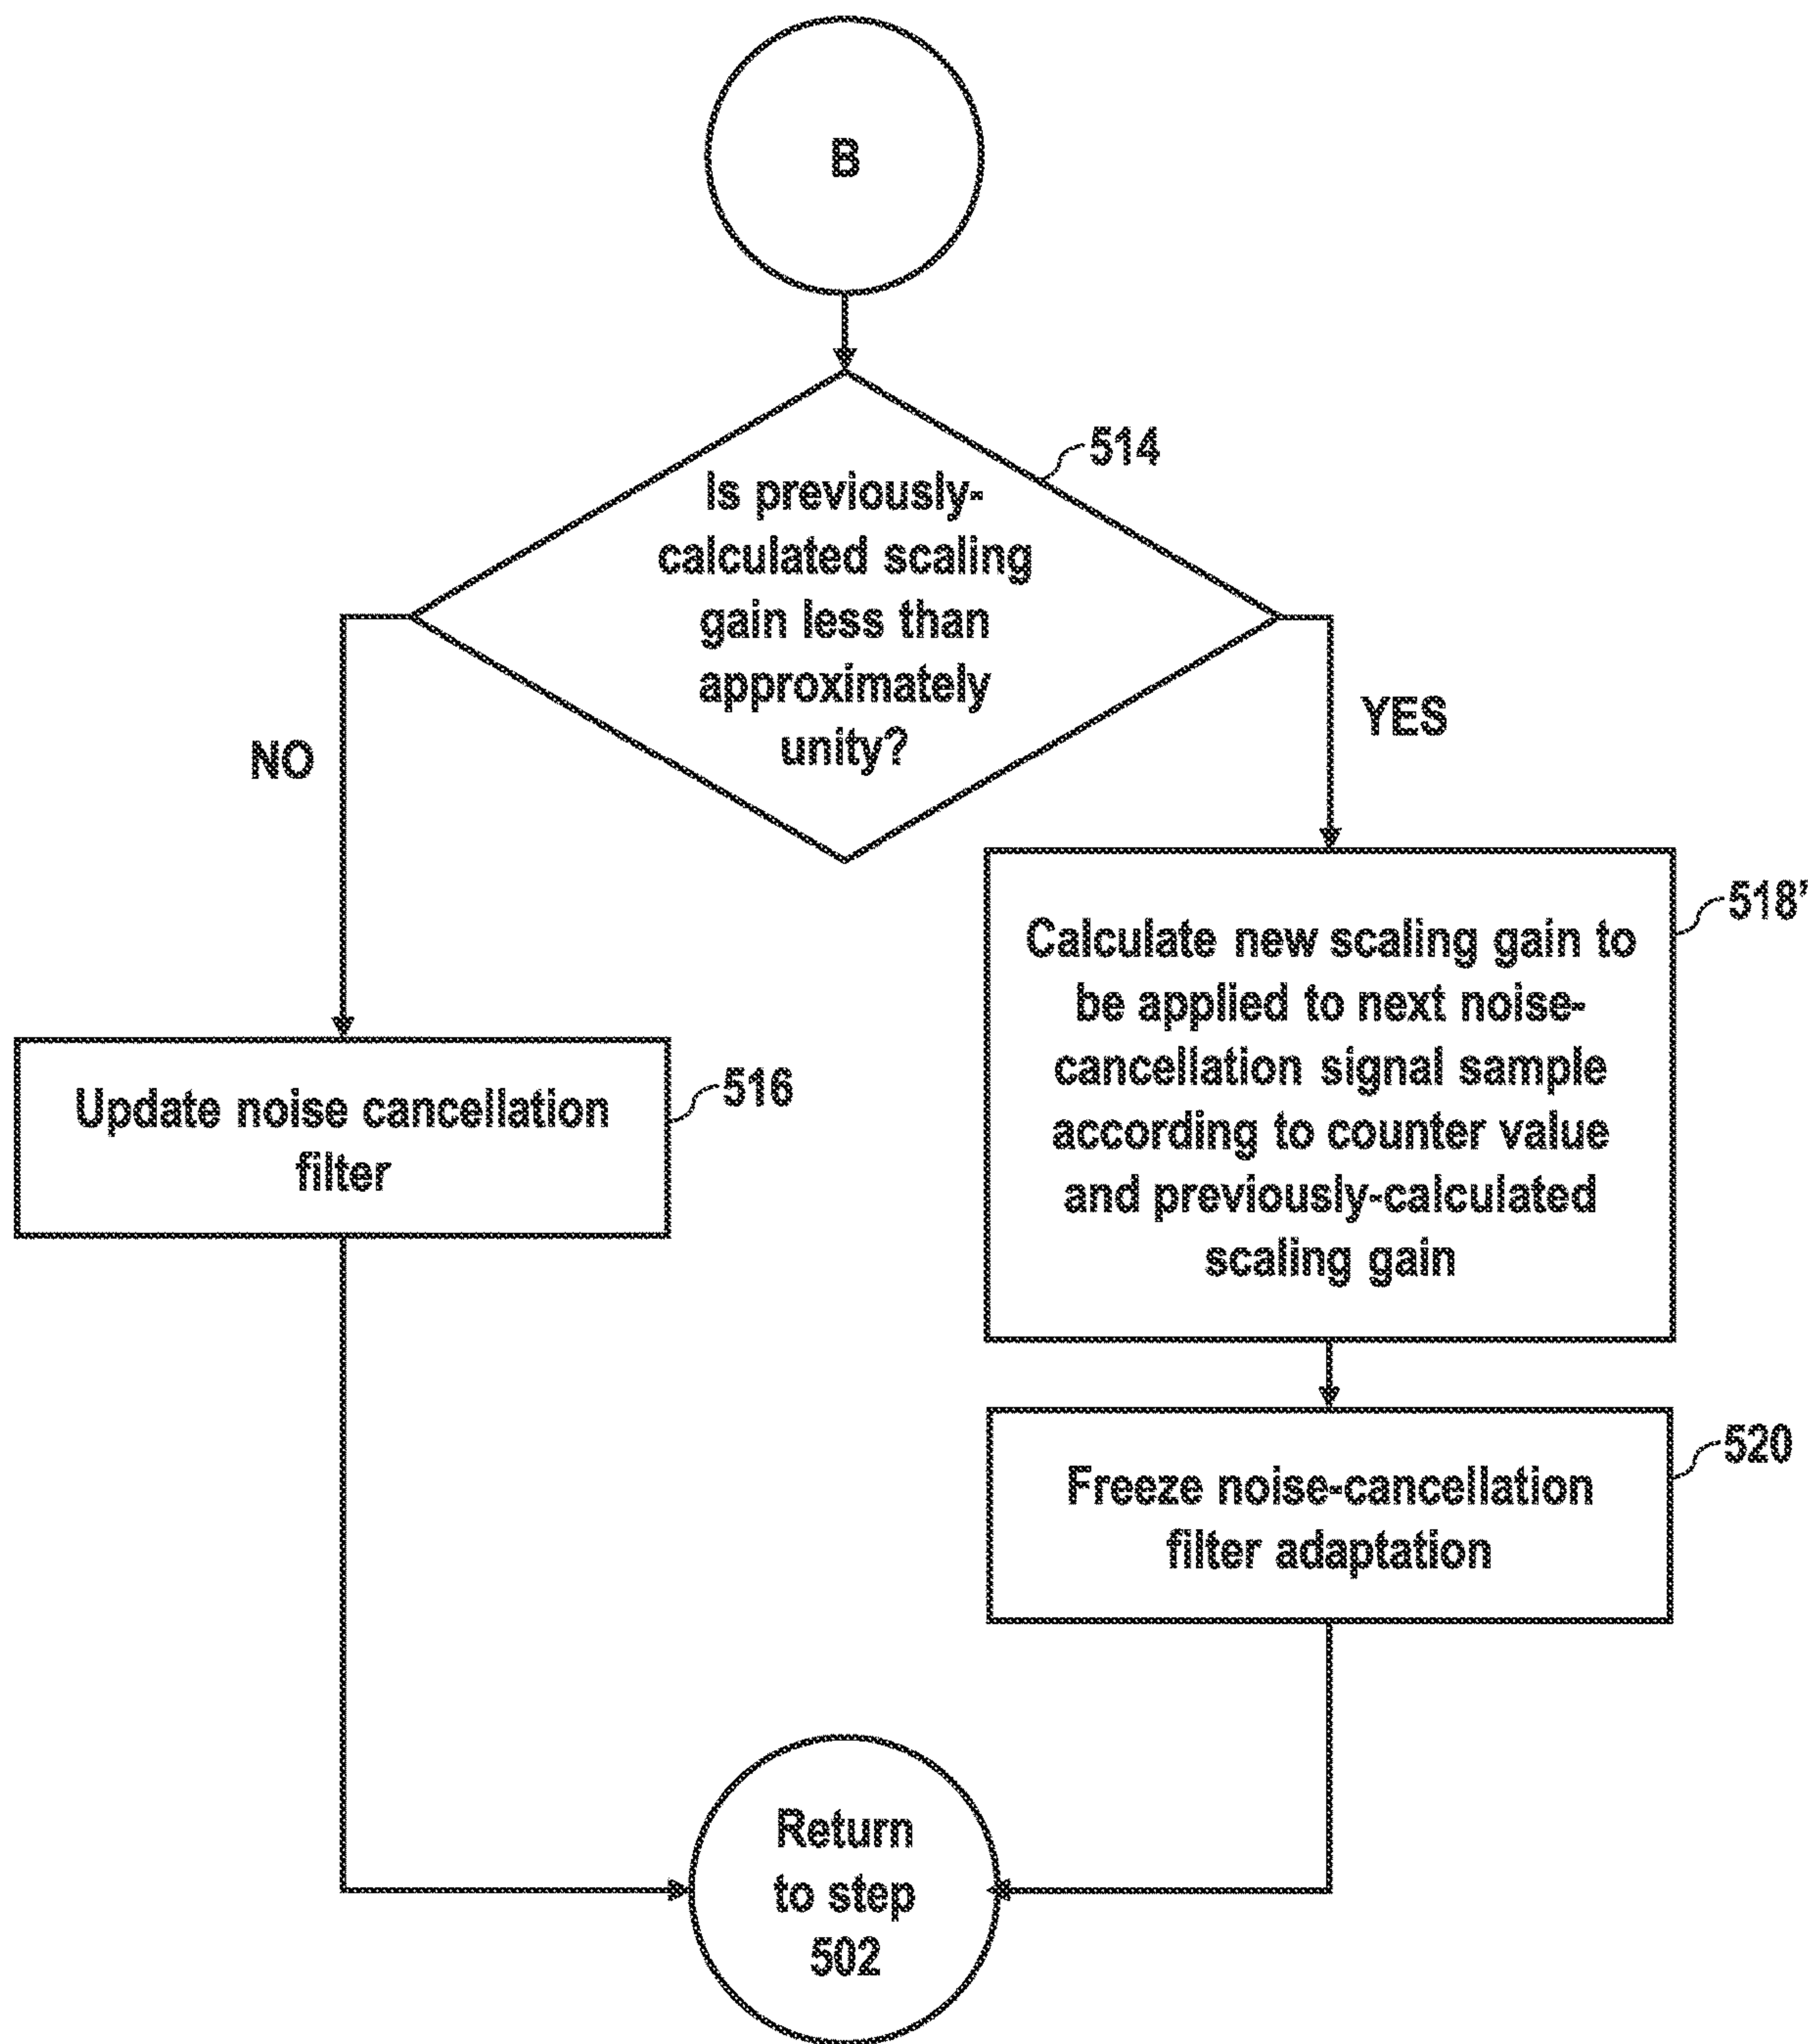 B
514
Is previously-
calculated scaling
gain less than
approximately
unity?
NO
YES
518'
Calculate new scaling gain to
be applied to next noise-
cancellation signal sample
according to counter value
and previously-calculated
scaling gain
516
Update noise cancellation
filter
520
Freeze noise-cancellation
filter adaptation
Return
to step
502